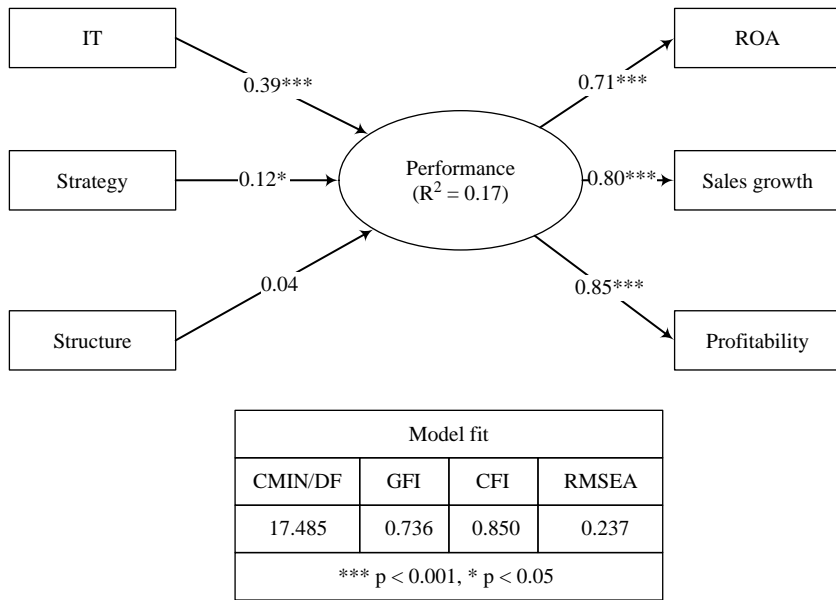 IT
ROA
0.39***
0.71***
Performance
(R² = 0.17)
Strategy
0.12*
0.80***
Sales growth
0.04
0.85***
Structure
Profitability
Model fit
CMIN/DF GFI CFI RMSEA
17.485 0.736 0.850 0.237
*** p < 0.001, * p < 0.05